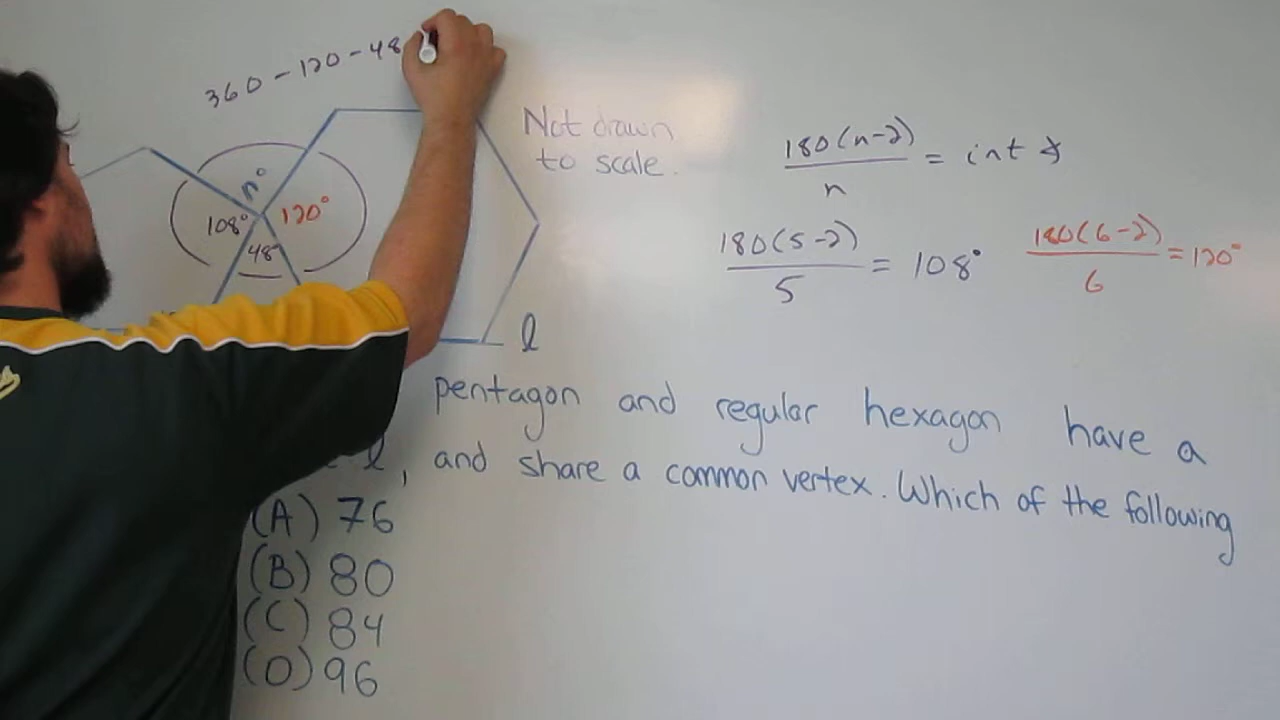 360 - 120 - 48
Not drawn
to scale.
n°
108°
120°
48°
l
180(n-2)
n
= int ∡
180(5-2)
5
= 108°
180(6-2)
6
= 120°
pentagon and regular hexagon have a
l, and share a common vertex. Which of the following
(A) 76
(B) 80
(C) 84
(D) 96